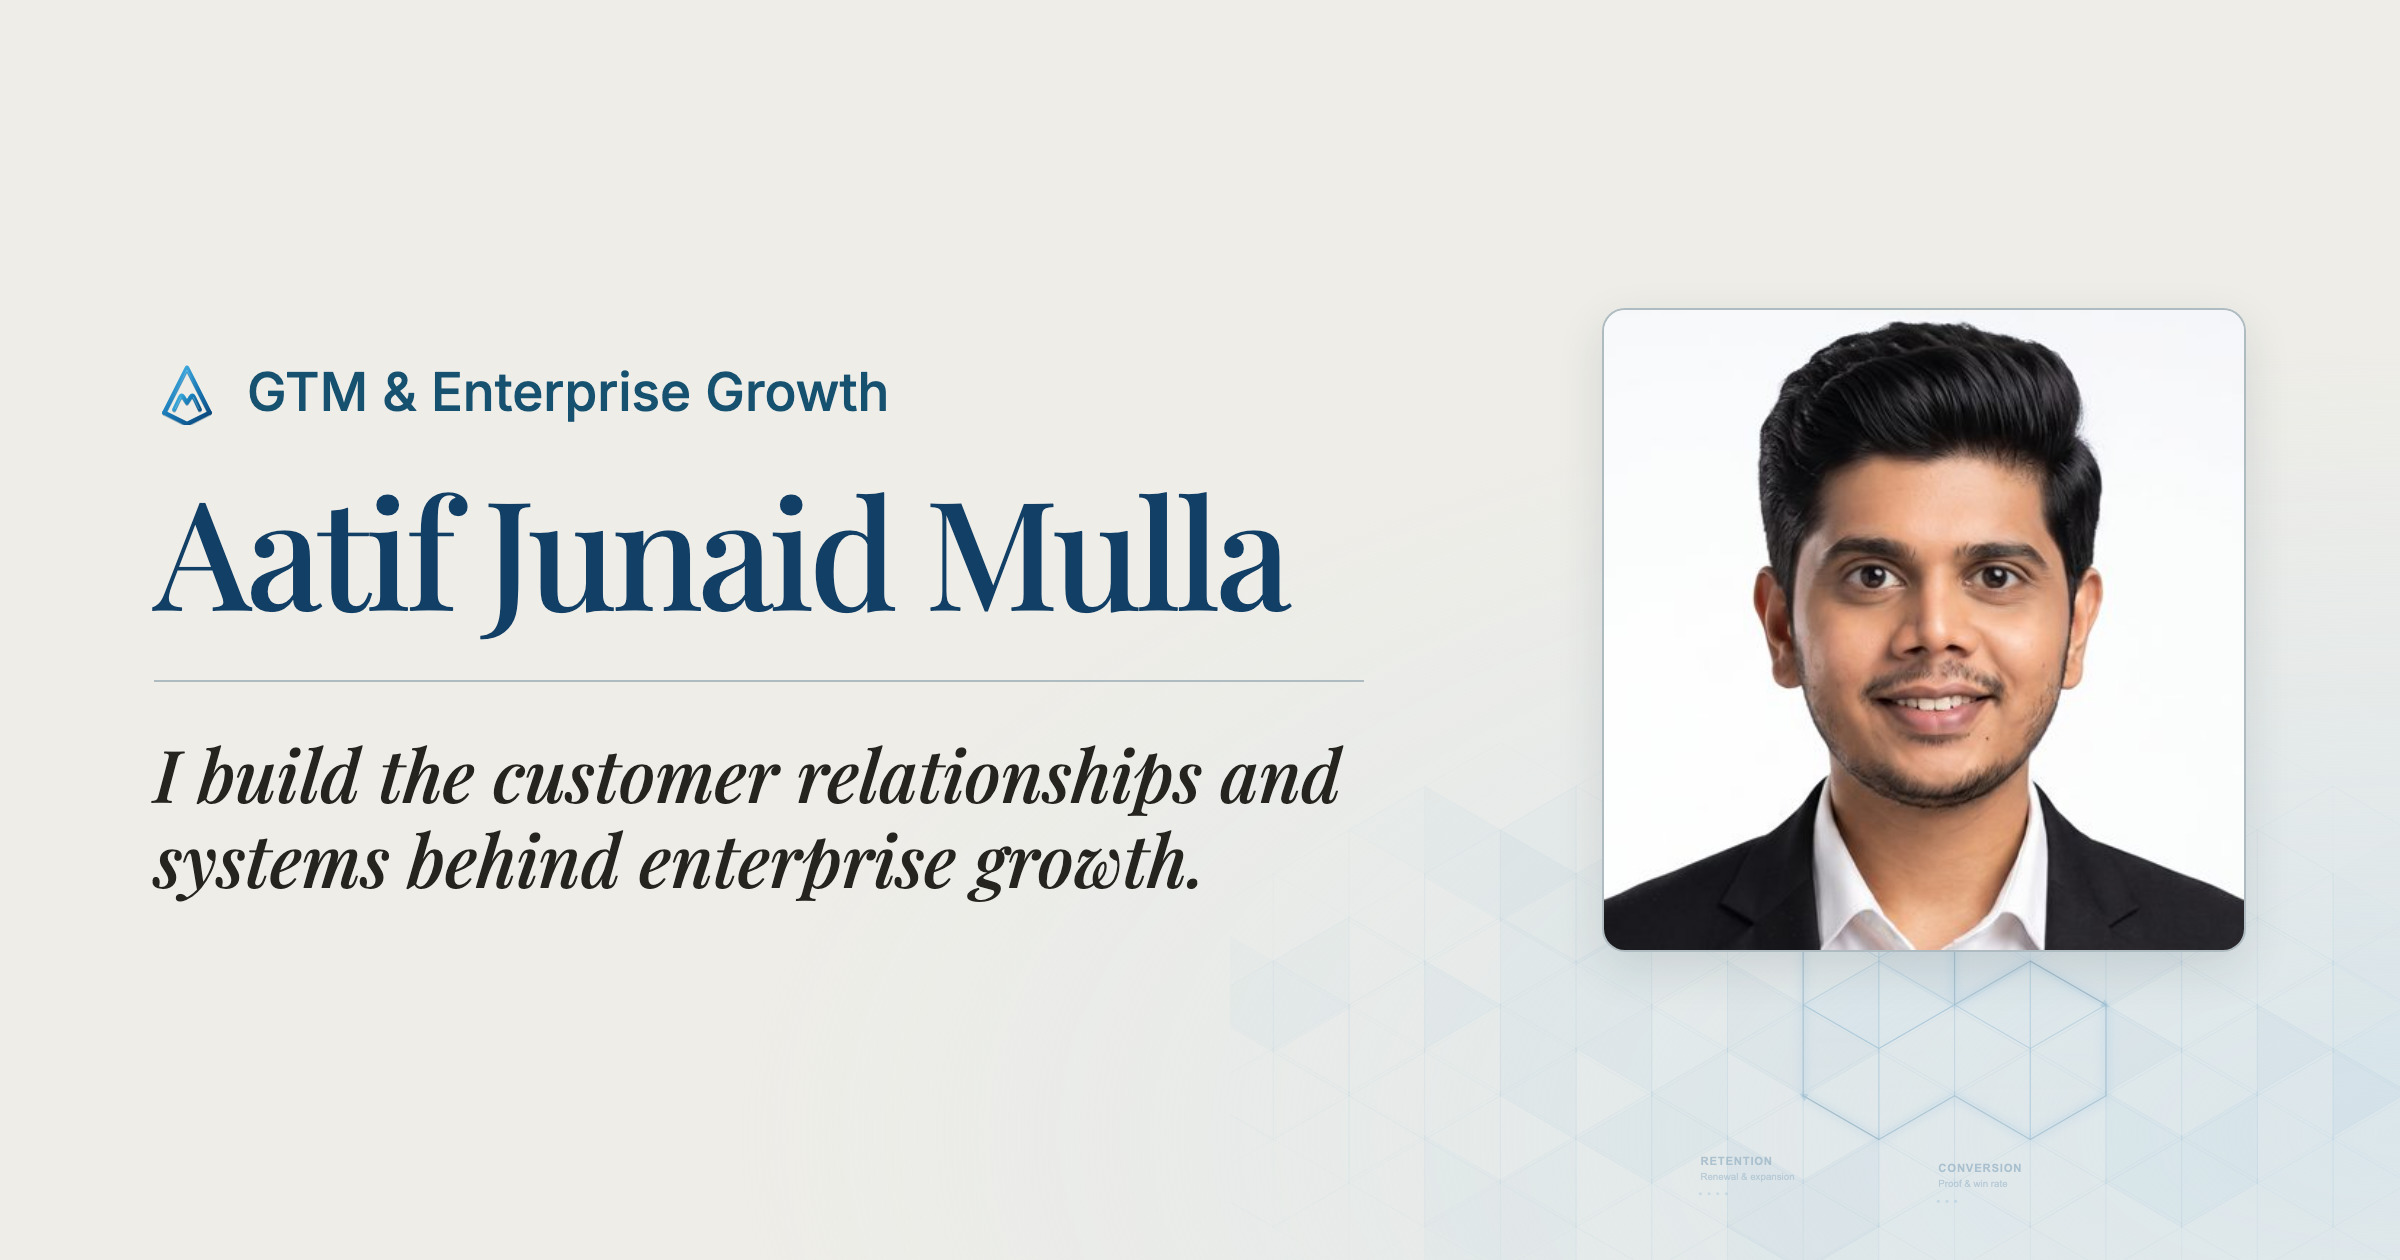 GTM & Enterprise Growth
Aatif Junaid Mulla
I build the customer relationships and
systems behind enterprise growth.
RETENTION
Renewal & expansion
CONVERSION
Proof & win rate